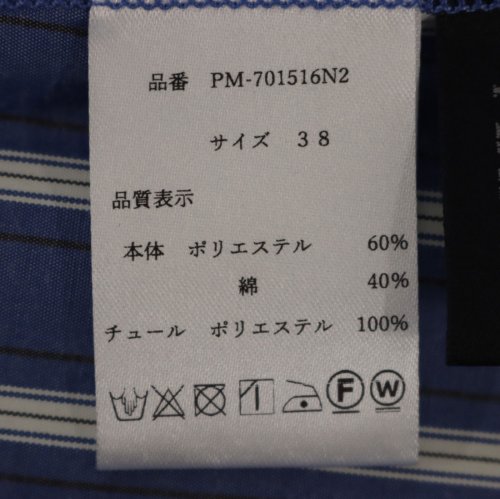 品番 PM-701516N2
サイズ 38
品質表示
本体 ポリエステル 60%
綿 40%
チュール ポリエステル 100%
F W